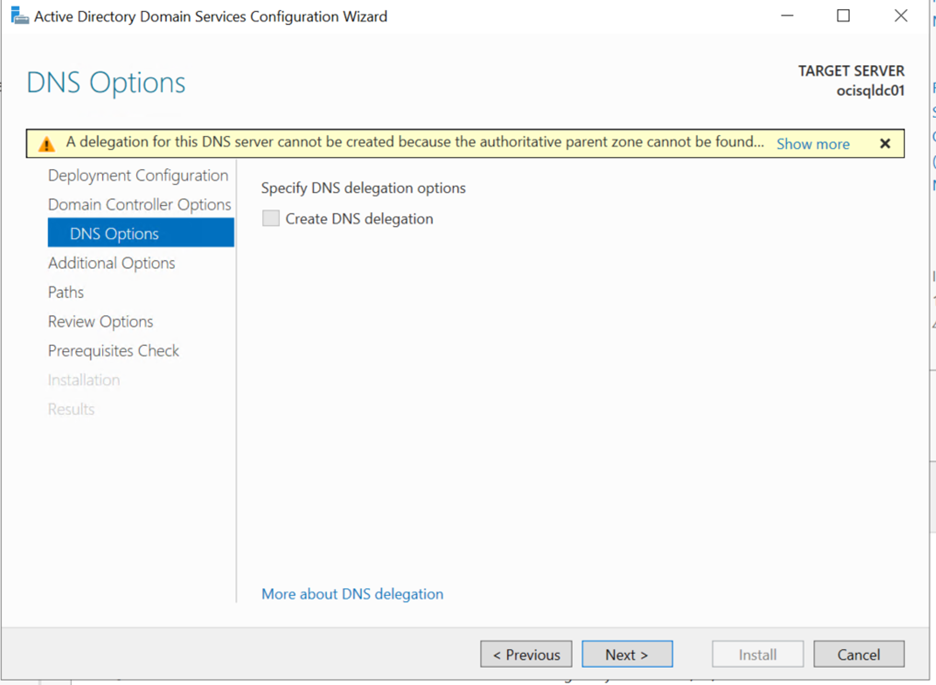 Active Directory Domain Services Configuration Wizard
DNS Options
TARGET SERVER
ocisqldc01
A delegation for this DNS server cannot be created because the authoritative parent zone cannot be found... Show more
Deployment Configuration
Domain Controller Options
DNS Options
Additional Options
Paths
Review Options
Prerequisites Check
Installation
Results
Specify DNS delegation options
Create DNS delegation
More about DNS delegation
< Previous Next > Install Cancel